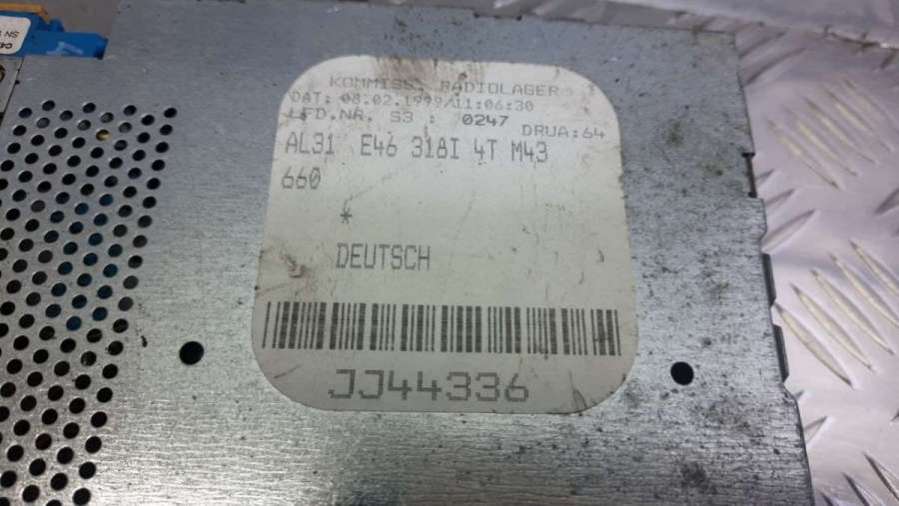 KOMMISS. RADIOLAGER
DAT: 08.02.1999/11:06:30
LFD.NR. S3 : 0247 DRUA:64
AL31 E46 318I 4T M43
660
*
DEUTSCH
JJ44336